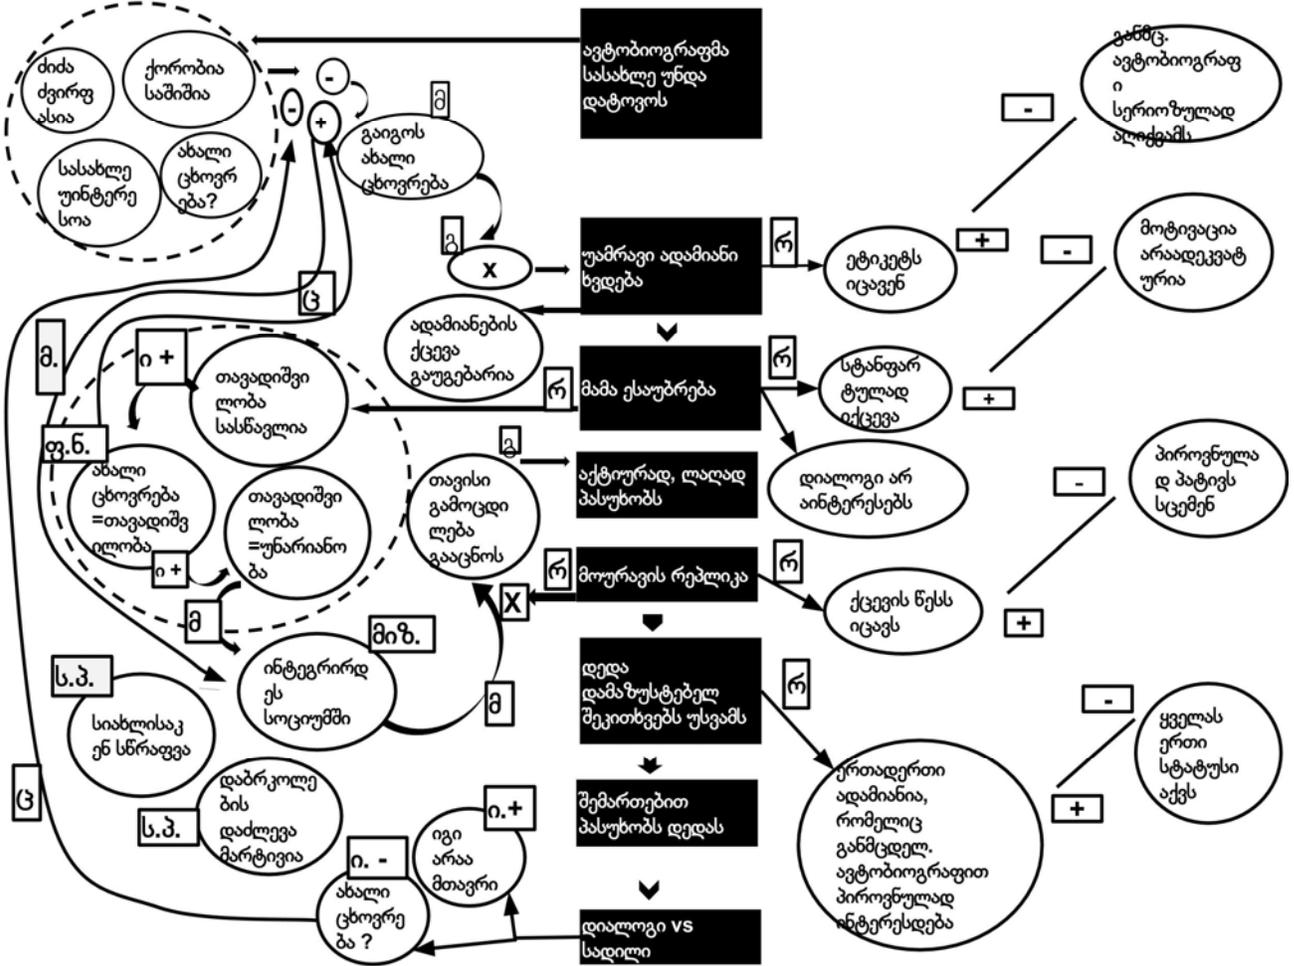 ძიძა
ძვირფ
ასია
ქორობია
საშიშია
სასახლე
უინტერე
სოა
ახალი
ცხოვრ
ება?
-
-
+
მ
გაიგოს
ახალი
ცხოვრება
გ
x
ავტობიოგრაფმა
სასახლე უნდა
დატოვოს
უამრავი ადამიანი
ხვდება
ადამიანების
ქცევა
გაუგებარია
ეტიკეტს
იცავენ
განმც.
ავტობიოგრაფ
ი
სერიოზულად
აღიქვამს
-
+
მოტივაცია
არაადეკვატ
ურია
-
+
მამა ესაუბრება
სტანფარ
ტულად
იქცევა
დიალოგი არ
აინტერესებს
ც
მ.
ი +
თავადიშვი
ლობა
სასწავლია
ფ.ნ.
ახალი
ცხოვრება
=თავადიშვ
ილობა
ი +
თავადიშვი
ლობა
=უნარიანო
ბა
მ
გ
თავისი
გამოცდი
ლება
გააცნოს
აქტიურად, ლაღად
პასუხობს
X
მოურავის რეპლიკა
ქცევის წესს
იცავს
პიროვნულა
დ პატივს
სცემენ
-
+
მიზ.
ინტეგრირდ
ეს
სოციუმში
მ
ს.პ.
სიახლისაკ
ენ სწრაფვა
დაბრკოლე
ბის
დაძლევა
მარტივია
ს.პ.
ც
დედა
დამაზუსტებელ
შეკითხვებს უსვამს
შემართებით
პასუხობს დედას
დიალოგი vs
სადილი
ი.+
იგი
არაა
მთავრი
ი. -
ახალი
ცხოვრე
ბა ?
ერთადერთი
ადამიანია,
რომელიც
განმცდელ.
ავტობიოგრაფით
პიროვნულად
ინტერესდება
-
+
ყველას
ერთი
სტატუსი
აქვს